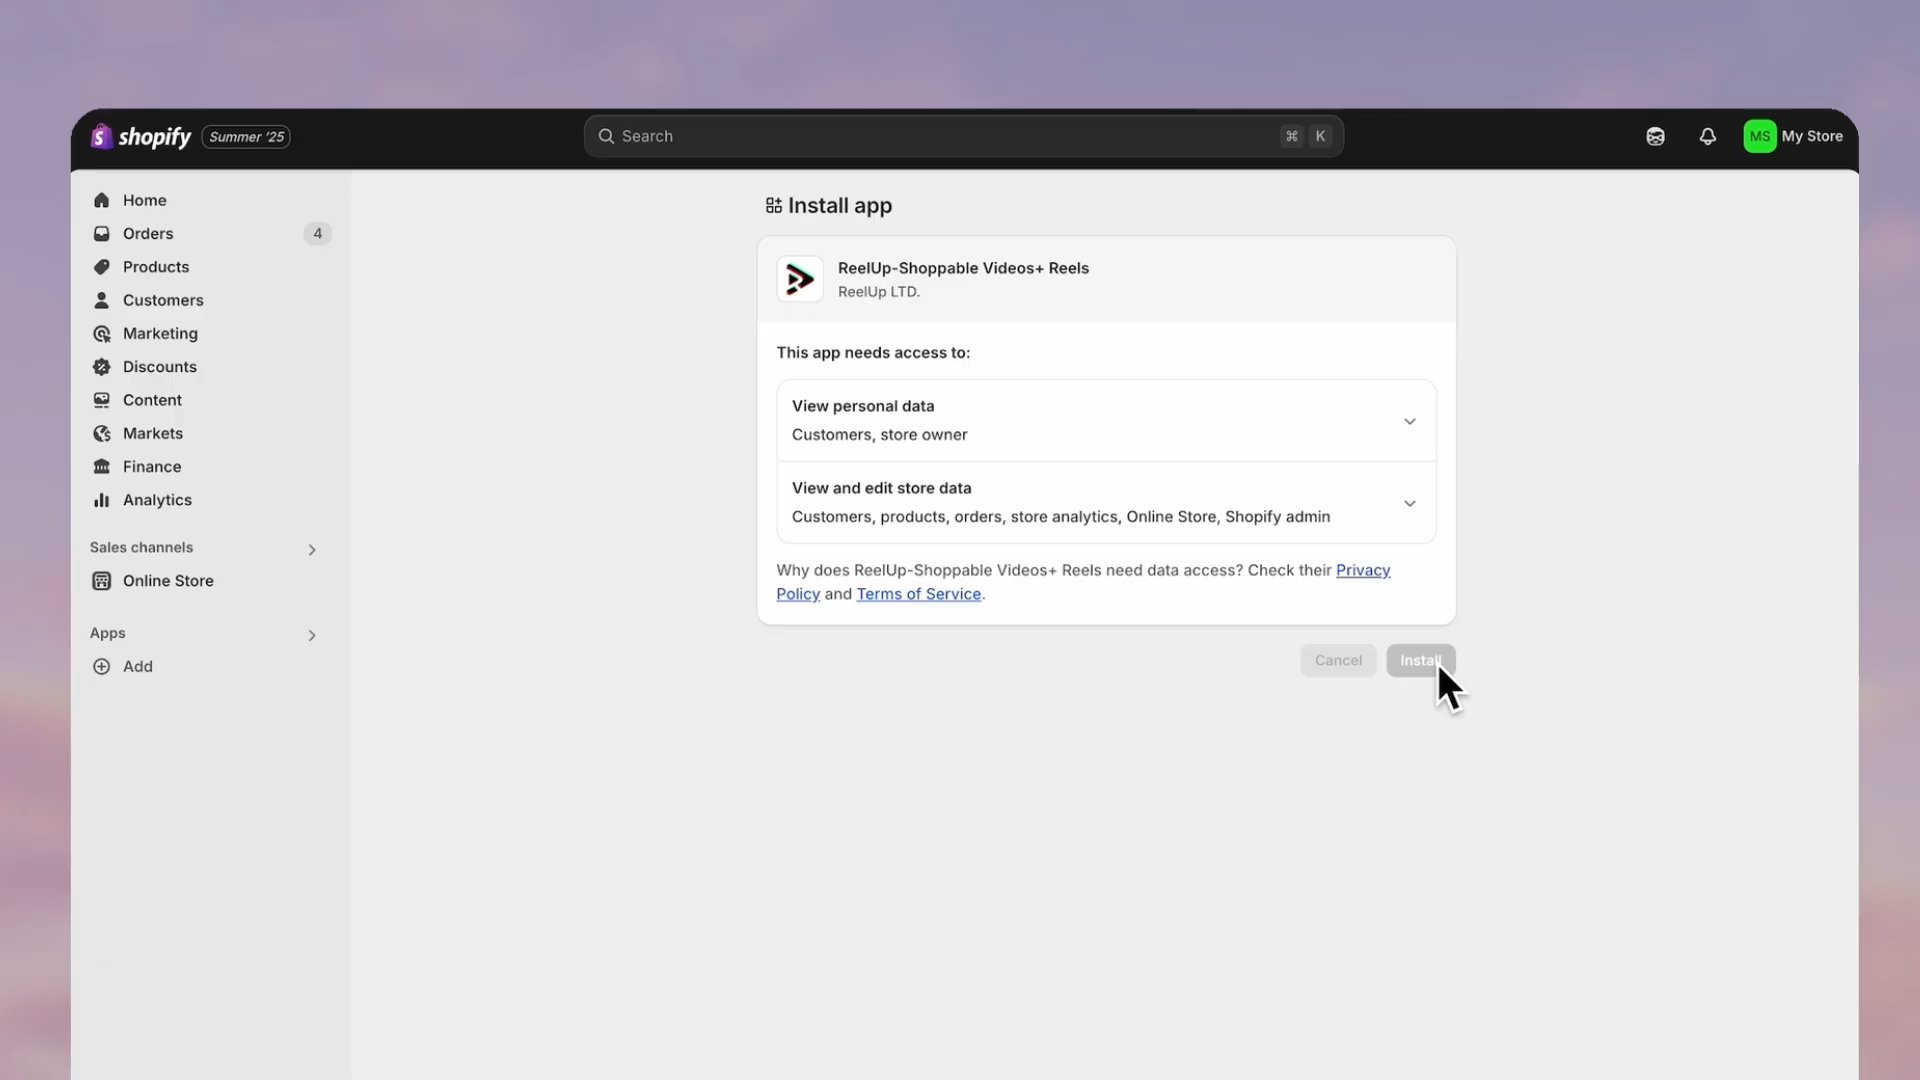 shopify Summer '25
Search ⌘ K
MS My Store
Home
Orders 4
Products
Customers
Marketing
Discounts
Content
Markets
Finance
Analytics
Sales channels
Online Store
Apps
Add
Install app
ReelUp-Shoppable Videos+ Reels
ReelUp LTD.
This app needs access to:
View personal data
Customers, store owner
View and edit store data
Customers, products, orders, store analytics, Online Store, Shopify admin
Why does ReelUp-Shoppable Videos+ Reels need data access? Check their Privacy
Policy and Terms of Service.
Cancel Install